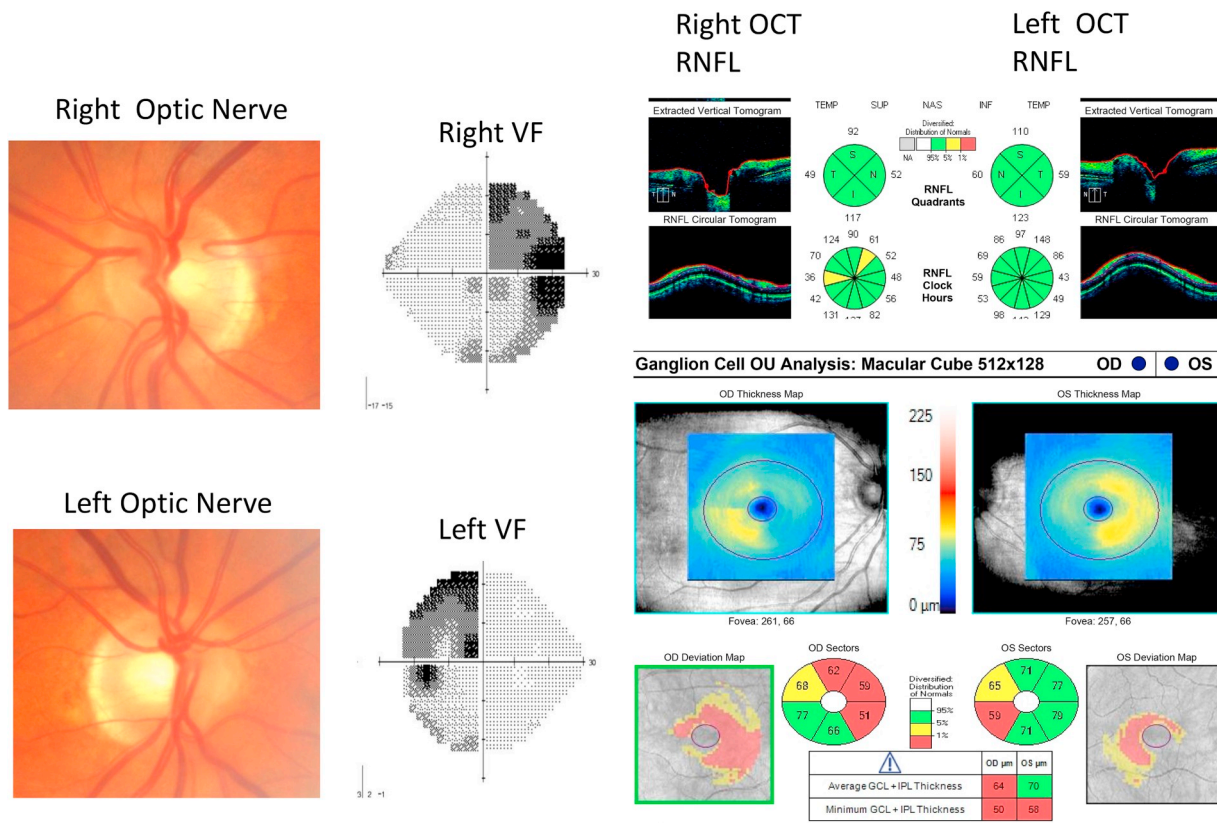 Right OCT
RNFL
Left OCT
RNFL
Right Optic Nerve
Right VF
30
-17 -15
Left Optic Nerve
Left VF
30
3 2 -1
Extracted Vertical Tomogram
TEMP SUP NAS INF TEMP
Extracted Vertical Tomogram
Diversified:
Distribution of Normals
NA 95% 5% 1%
92
S
49 T N 52
I
117
RNFL
Quadrants
110
S
60 N T 59
I
123
T N
N T
RNFL Circular Tomogram
RNFL Circular Tomogram
90
124 61
70 52
36 48
42 56
131 82
RNFL
Clock
Hours
97
86 148
69 86
59 43
53 49
98 129
Ganglion Cell OU Analysis: Macular Cube 512x128 OD OS
OD Thickness Map
OS Thickness Map
225
150
75
0 µm
Fovea: 261, 66
Fovea: 257, 66
OD Deviation Map
OD Sectors
OS Sectors
OS Deviation Map
62
68 59
77 51
66
Diversified:
Distribution
of Normals
95%
5%
1%
71
65 77
59 79
71
OD µm OS µm
Average GCL + IPL Thickness 64 70
Minimum GCL + IPL Thickness 50 58